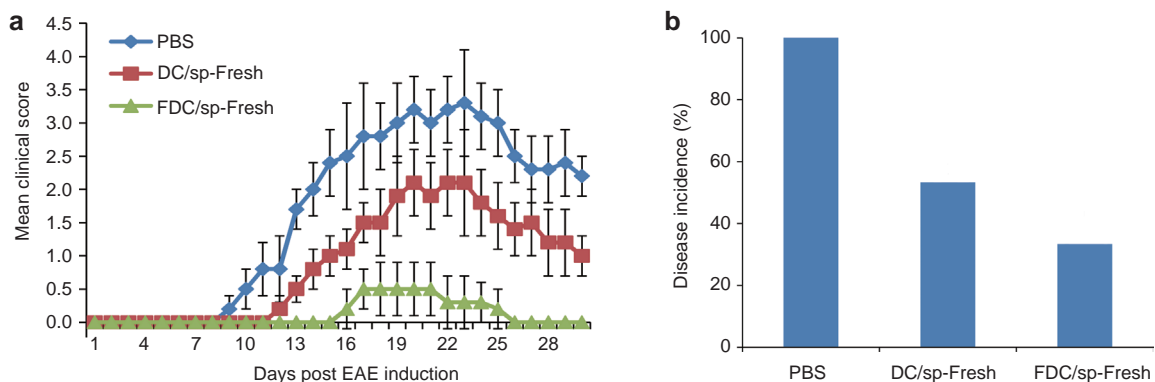 a
4.5
4.0
3.5
3.0
2.5
2.0
1.5
1.0
0.5
0.0
Mean clinical score
PBS
DC/sp-Fresh
FDC/sp-Fresh
1 4 7 10 13 16 19 22 25 28
Days post EAE induction
b
100
80
60
40
20
0
Disease incidence (%)
PBS DC/sp-Fresh FDC/sp-Fresh